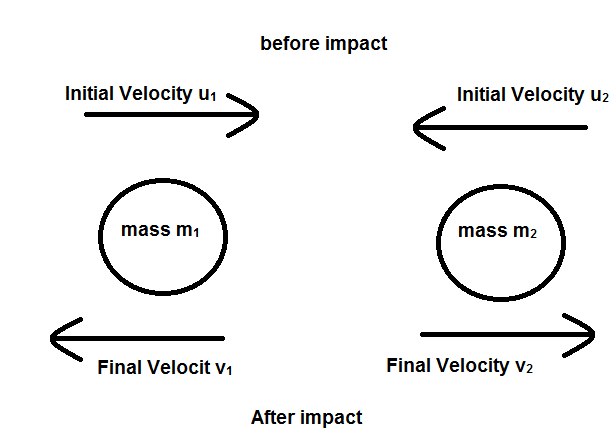 before impact
Initial Velocity u₁
Initial Velocity u₂
mass m₁
mass m₂
Final Velocit v₁
Final Velocity v₂
After impact